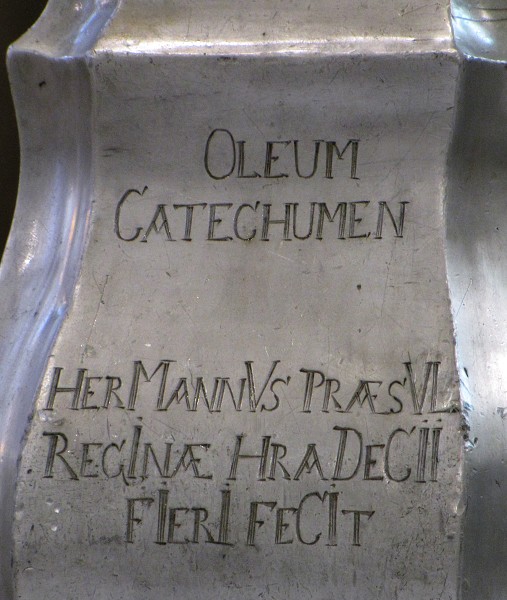 OLEUM
CATECHUMEN
HERMANNVS PRÆSVL
REGINÆ HRADECII
FIERI FECIT